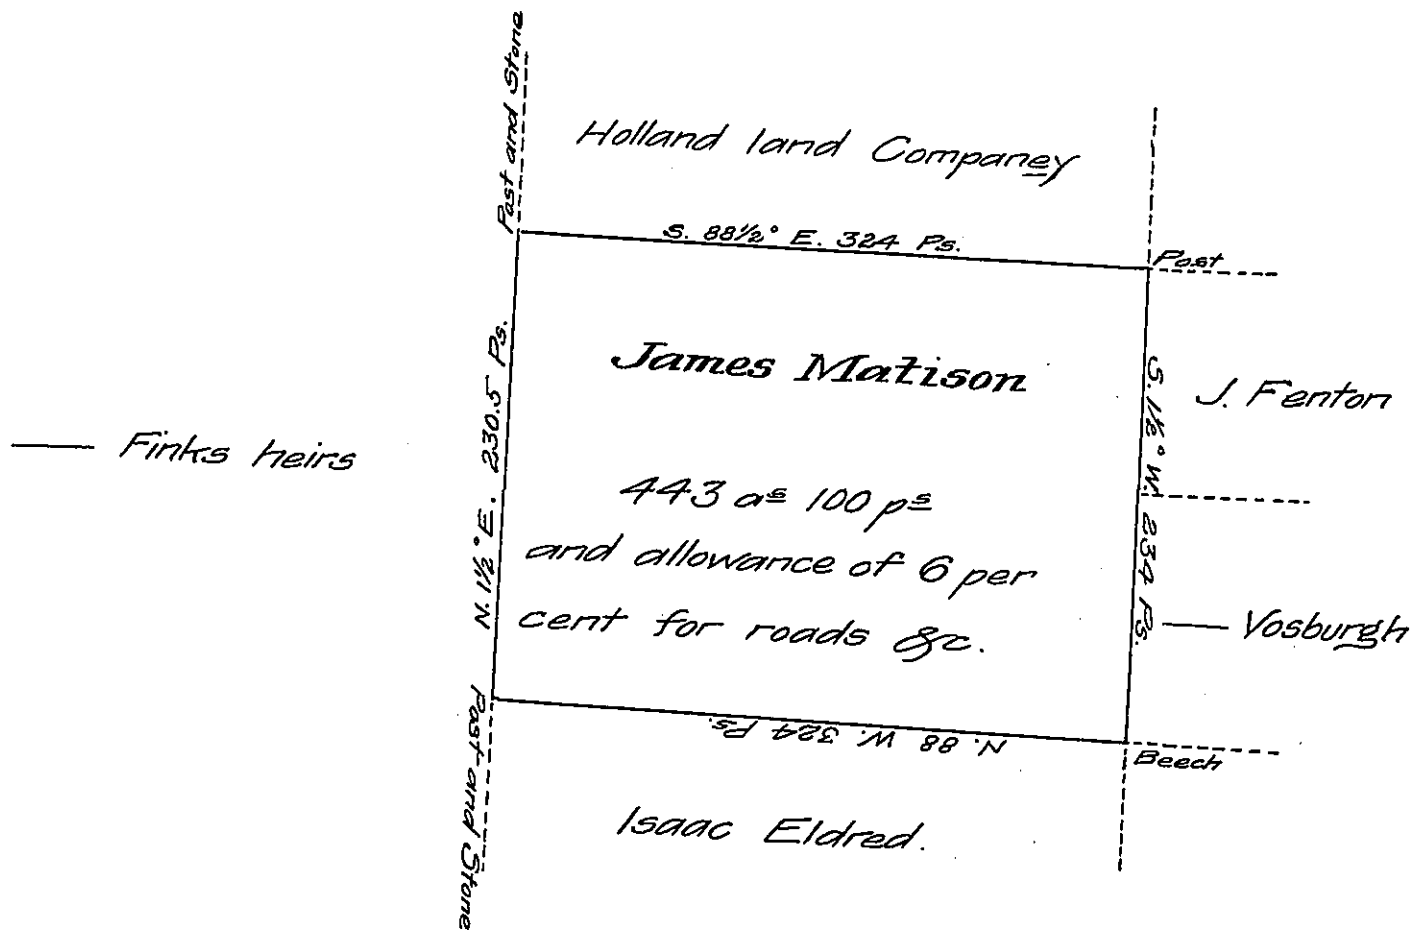 Post and Stone
Holland land Companey
S. 88½° E. 324 Ps.
Post
James Matison
N. 1½° E. 230.5 Ps.
S. 1½° W. 234 Ps.
J. Fenton
Finks heirs
443 aˢ 100 pˢ
and allowance of 6 per
cent for roads &c.
Vosburgh
N. 88 W. 324 Ps.
Beech
Post and Stone
Isaac Eldred.